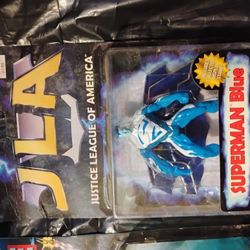 JLA
JUSTICE LEAGUE OF AMERICA
SUPERMAN Blue